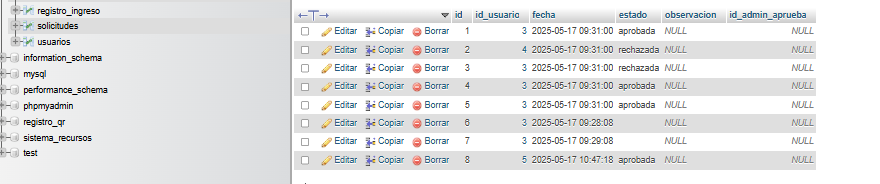 registro_ingreso
solicitudes
usuarios
information_schema
mysql
performance_schema
phpmyadmin
registro_qr
sistema_recursos
test
id id_usuario fecha estado observacion id_admin_aprueba
Editar Copiar Borrar 1 3 2025-05-17 09:31:00 aprobada NULL NULL
Editar Copiar Borrar 2 4 2025-05-17 09:31:00 rechazada NULL NULL
Editar Copiar Borrar 3 3 2025-05-17 09:31:00 rechazada NULL NULL
Editar Copiar Borrar 4 3 2025-05-17 09:31:00 aprobada NULL NULL
Editar Copiar Borrar 5 3 2025-05-17 09:31:00 aprobada NULL NULL
Editar Copiar Borrar 6 3 2025-05-17 09:28:08 NULL NULL
Editar Copiar Borrar 7 3 2025-05-17 09:29:08 NULL NULL
Editar Copiar Borrar 8 5 2025-05-17 10:47:18 aprobada NULL NULL